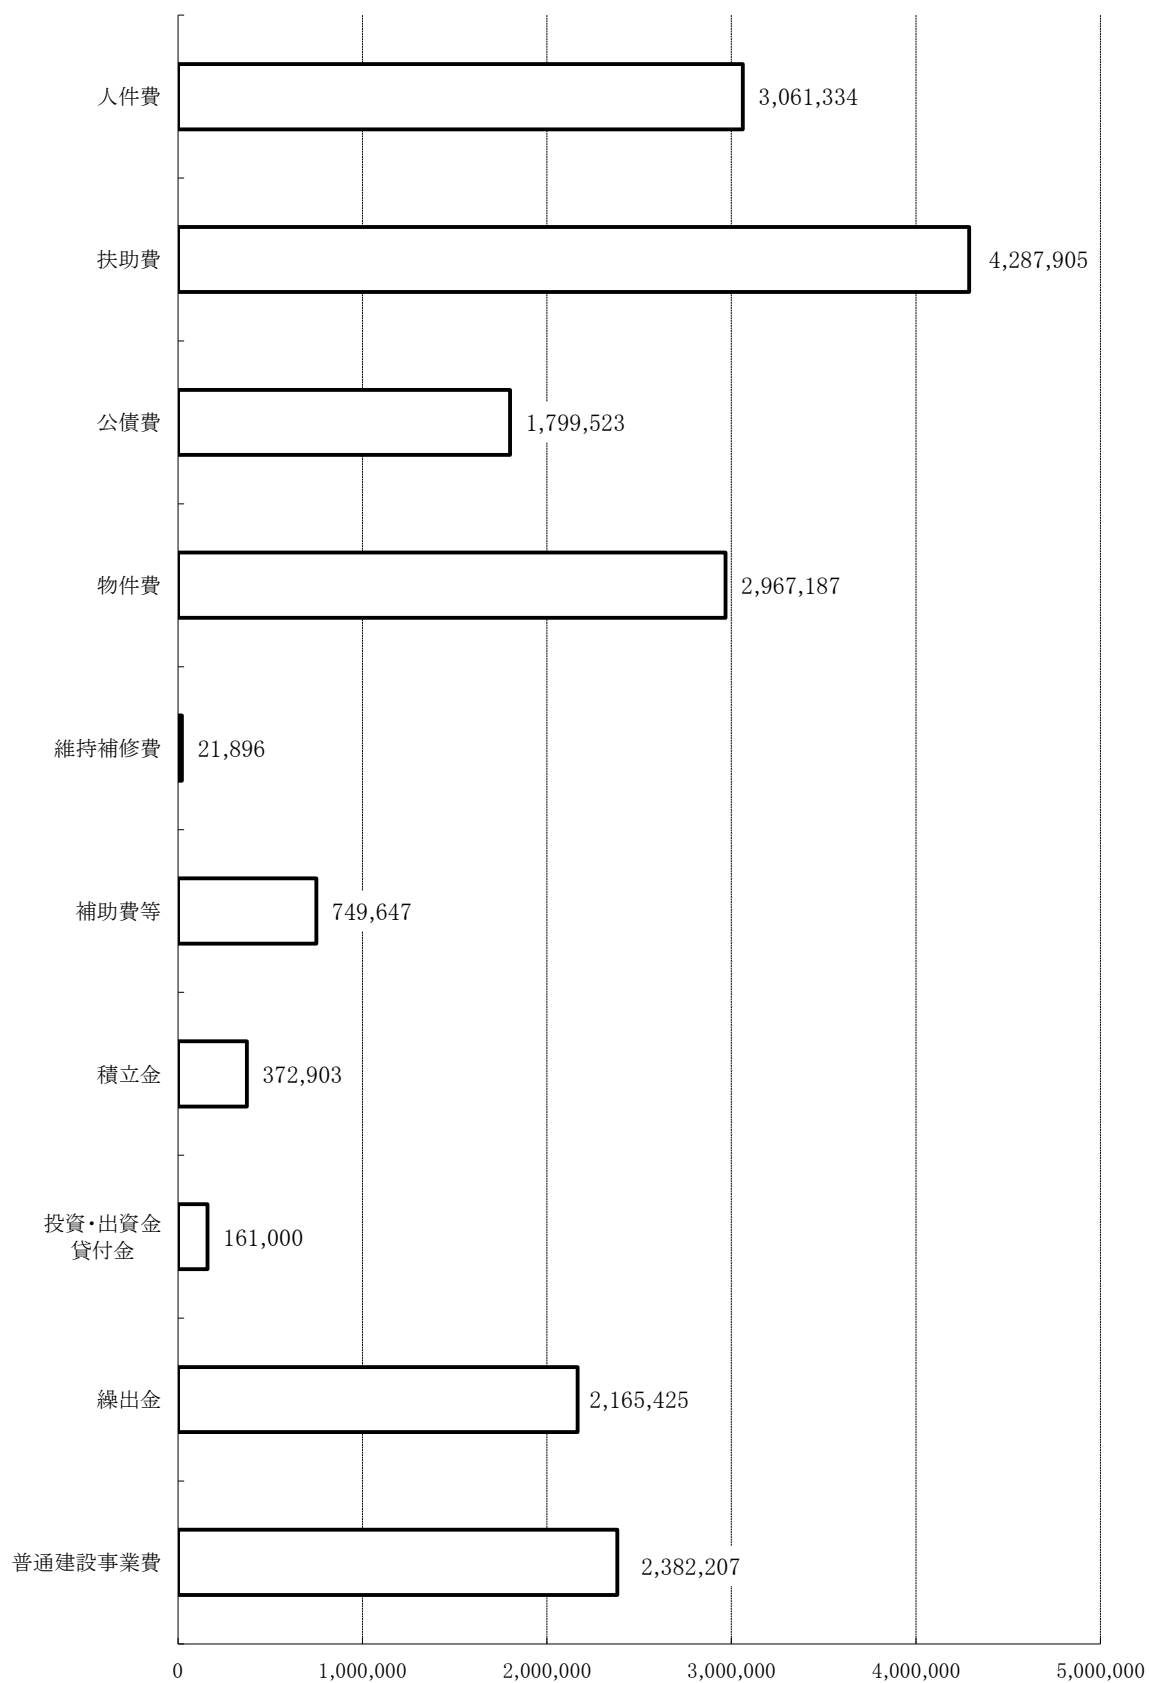 人件費
3,061,334
扶助費
4,287,905
公債費
1,799,523
物件費
2,967,187
維持補修費
21,896
補助費等
749,647
積立金
372,903
投資・出資金
貸付金
161,000
繰出金
2,165,425
普通建設事業費
2,382,207
0 1,000,000 2,000,000 3,000,000 4,000,000 5,000,000